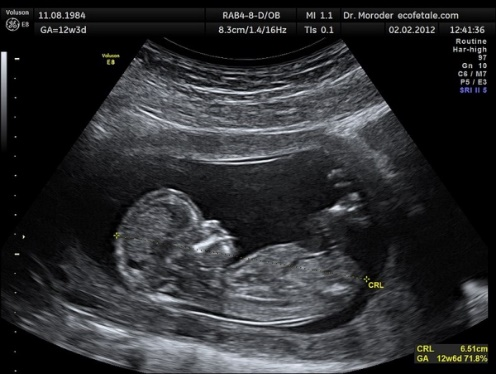 Voluson 11.08.1984 RAB4-8-D/OB MI 1.1 Dr. Moroder ecofetale.com
GE E8 GA=12w3d 8.3cm/1.4/16Hz TIs 0.1 02.02.2012 12:41:36
Voluson
E8
Routine
Har-high
97
Gn 10
C6 / M7
P5 / E3
SRI II 5
CRL
CRL 6.51cm
GA 12w6d 71.8%